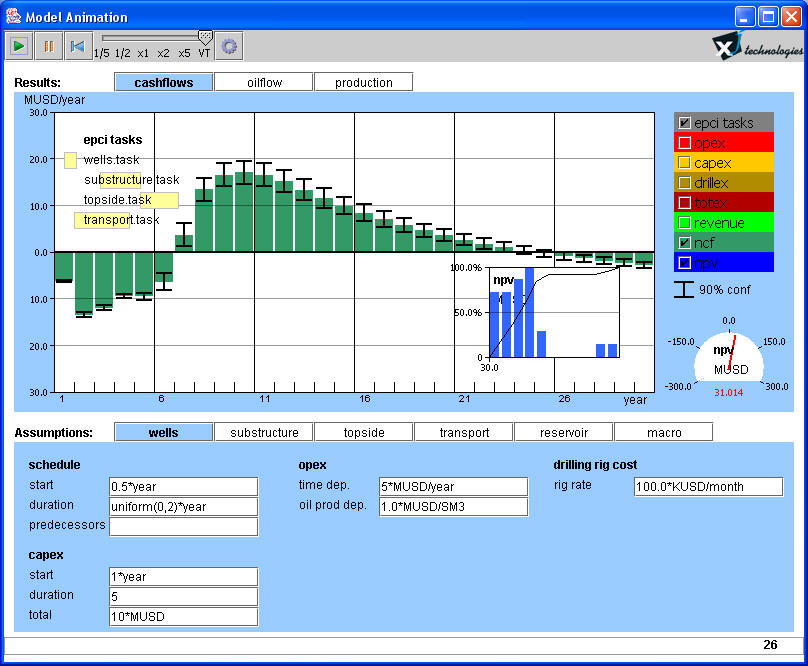 Model Animation
1/5 1/2 x1 x2 x5 VT
X technologies
Results:
cashflows oilflow production
MUSD/year
30.0
20.0
10.0
0.0
10.0
20.0
30.0
epci tasks
wells.task
substructure.task
topside.task
transport.task
1 6 11 16 21 26 year
100.0%
50.0%
0
30.0
npv
epci tasks
opex
capex
drillex
totex
revenue
ncf
npv
90% conf
0.0
-150.0 150.0
npv
MUSD
-300.0 300.0
31.014
Assumptions:
wells substructure topside transport reservoir macro
schedule
start 0.5*year
duration uniform(0,2)*year
predecessors
capex
start 1*year
duration 5
total 10*MUSD
opex
time dep. 5*MUSD/year
oil prod dep. 1.0*MUSD/SM3
drilling rig cost
rig rate 100.0*KUSD/month
26